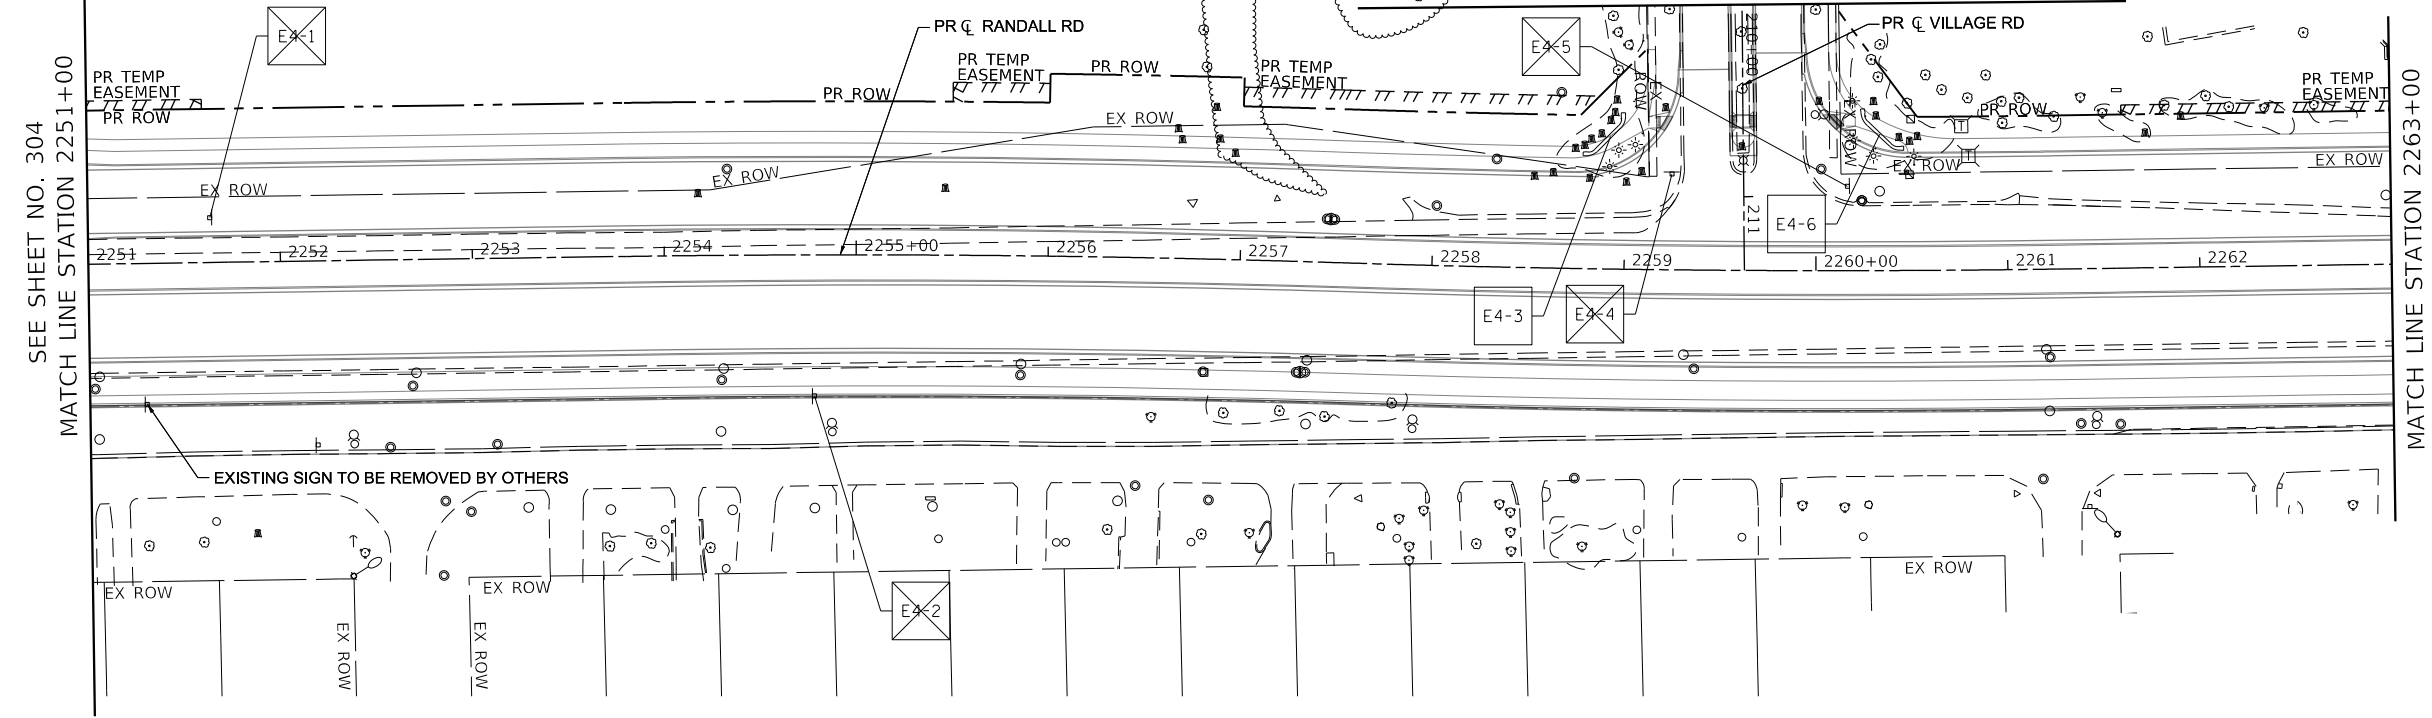 E4-1
PR ℄ RANDALL RD
E4-5
210+00
PR ℄ VILLAGE RD
PR TEMP
EASEMENT
PR ROW
PR ROW
PR TEMP
EASEMENT
PR ROW
PR TEMP
EASEMENT
EX ROW
EX ROW
PR ROW
PR TEMP
EASEMENT
EX ROW
EX ROW
EX ROW
EX ROW
EX ROW
T
T
211
E4-6
2251
2252
2253
2254
2255+00
2256
2257
2258
2259
2260+00
2261
2262
E4-3
E4-4
SEE SHEET NO. 304
MATCH LINE STATION 2251+00
MATCH LINE STATION 2263+00
EXISTING SIGN TO BE REMOVED BY OTHERS
E4-2
EX ROW
EX ROW
EX ROW
EX ROW
EX ROW